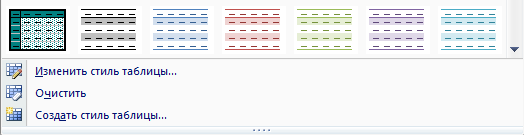 Изменить стиль таблицы...
Очистить
Создать стиль таблицы...